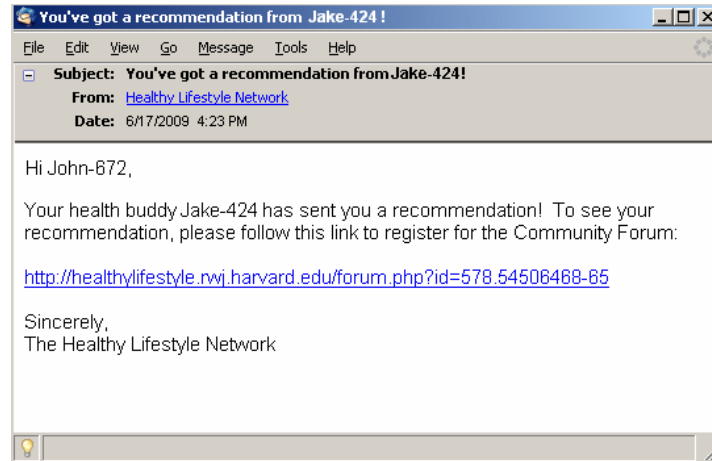 You've got a recommendation from Jake-424 !
File Edit View Go Message Tools Help
Subject: You've got a recommendation from Jake-424!
From: Healthy Lifestyle Network
Date: 6/17/2009 4:23 PM
Hi John-672,
Your health buddy Jake-424 has sent you a recommendation! To see your
recommendation, please follow this link to register for the Community Forum:
http://healthylifestyle.rwj.harvard.edu/forum.php?id=578.54506468-65
Sincerely,
The Healthy Lifestyle Network